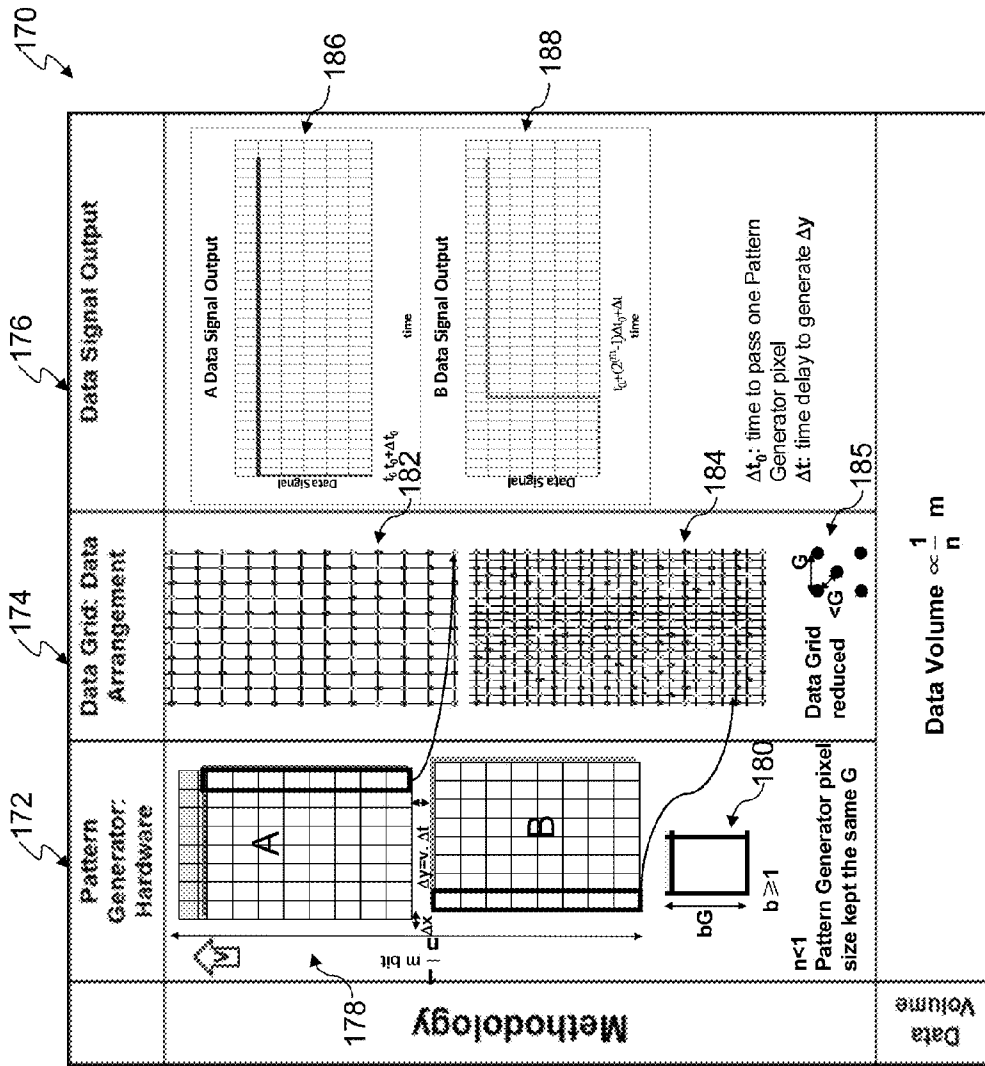 170
172
174
176
Pattern
Generator:
Hardware
Data Grid: Data
Arrangement
Data Signal Output
Methodology
V
178
1/n m bit
A
Δx
Δy=v. Δt
B
bG
b ≥ 1
180
n<1
Pattern Generator pixel
size kept the same G
182
184
Data Grid
reduced
G
<G
185
A Data Signal Output
Data Signal
t₀ t₀+Δt₀
time
186
B Data Signal Output
Data Signal
time
188
Δt₀: time to pass one Pattern
Generator pixel
Δt: time delay to generate Δy
Data
Volume
Data Volume ∝ 1/n m